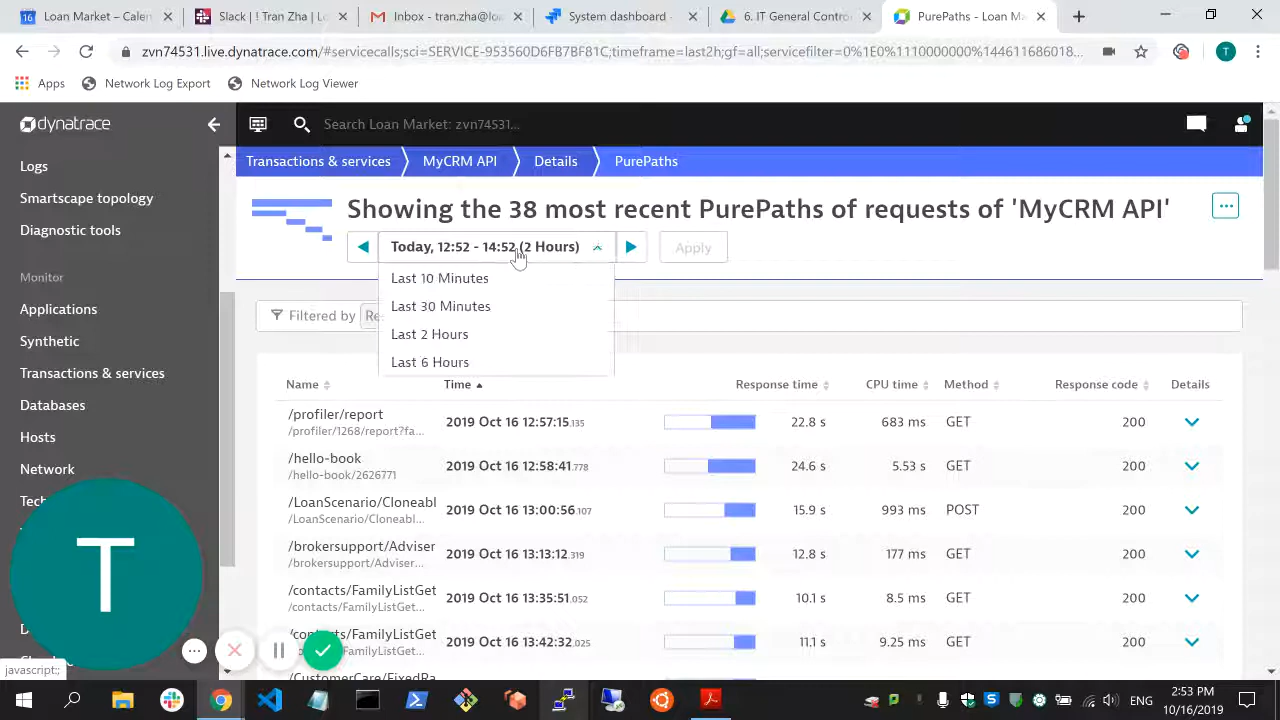 Loan Market - Calen
Slack | ! Tran Zha | Lo
Inbox - tran.zha@loa
System dashboard -
6. IT General Contro
PurePaths - Loan Ma
zvn74531.live.dynatrace.com/#servicecalls;sci=SERVICE-953560D6FB7BF81C;timeframe=last2h;gf=all;servicefilter=0%1E0%1110000000%144611686018...
T
Apps
Network Log Export
Network Log Viewer
dynatrace
Search Loan Market: zvn74531...
Logs
Smartscape topology
Diagnostic tools
Monitor
Applications
Synthetic
Transactions & services
Databases
Hosts
Network
Tec
T
javascript:;
Transactions & services
MyCRM API
Details
PurePaths
Showing the 38 most recent PurePaths of requests of 'MyCRM API'
...
Today, 12:52 - 14:52 (2 Hours)
Apply
Last 10 Minutes
Last 30 Minutes
Last 2 Hours
Last 6 Hours
Filtered by Re
Name Time Response time CPU time Method Response code Details
/profiler/report
/profiler/1268/report?fa...
2019 Oct 16 12:57:15.135 22.8 s 683 ms GET 200
/hello-book
/hello-book/2626771
2019 Oct 16 12:58:41.778 24.6 s 5.53 s GET 200
/LoanScenario/Cloneabl
/LoanScenario/Cloneabl...
2019 Oct 16 13:00:56.107 15.9 s 993 ms POST 200
/brokersupport/Adviser
/brokersupport/Adviser...
2019 Oct 16 13:13:12.319 12.8 s 177 ms GET 200
/contacts/FamilyListGet
/contacts/FamilyListGet...
2019 Oct 16 13:35:51.052 10.1 s 8.5 ms GET 200
/contacts/FamilyListGet
/contacts/FamilyListGet...
2019 Oct 16 13:42:32.025 11.1 s 9.25 ms GET 200
/CustomerCare/FixedRa
ENG
2:53 PM
10/16/2019